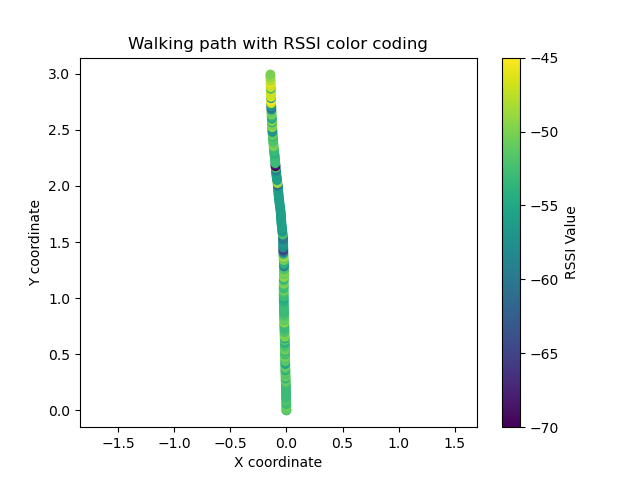 Walking path with RSSI color coding
3.0
2.5
2.0
1.5
1.0
0.5
0.0
Y coordinate
−1.5 −1.0 −0.5 0.0 0.5 1.0 1.5
X coordinate
−45
−50
−55
−60
−65
−70
RSSI Value